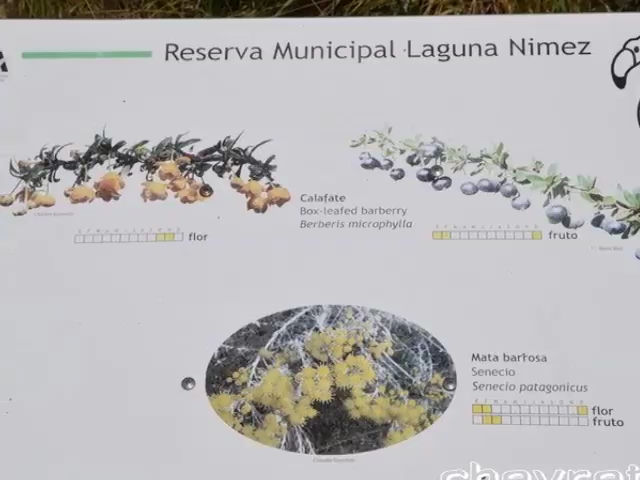 Reserva Municipal Laguna Nimez
Calafate
Box-leafed barberry
Berberis microphylla
flor
fruto
Mata barrosa
Senecio
Senecio patagonicus
flor
fruto